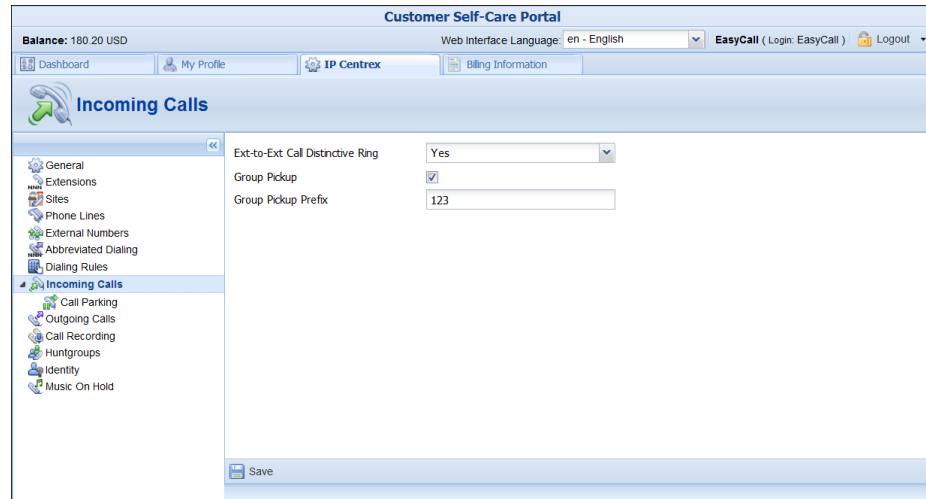 Customer Self-Care Portal
Balance: 180.20 USD Web Interface Language: en - English EasyCall ( Login: EasyCall ) Logout
Dashboard My Profile IP Centrex Billing Information
Incoming Calls
General
Extensions
Sites
Phone Lines
External Numbers
Abbreviated Dialing
Dialing Rules
Incoming Calls
Call Parking
Outgoing Calls
Call Recording
Huntgroups
Identity
Music On Hold
Ext-to-Ext Call Distinctive Ring Yes
Group Pickup
Group Pickup Prefix 123
Save